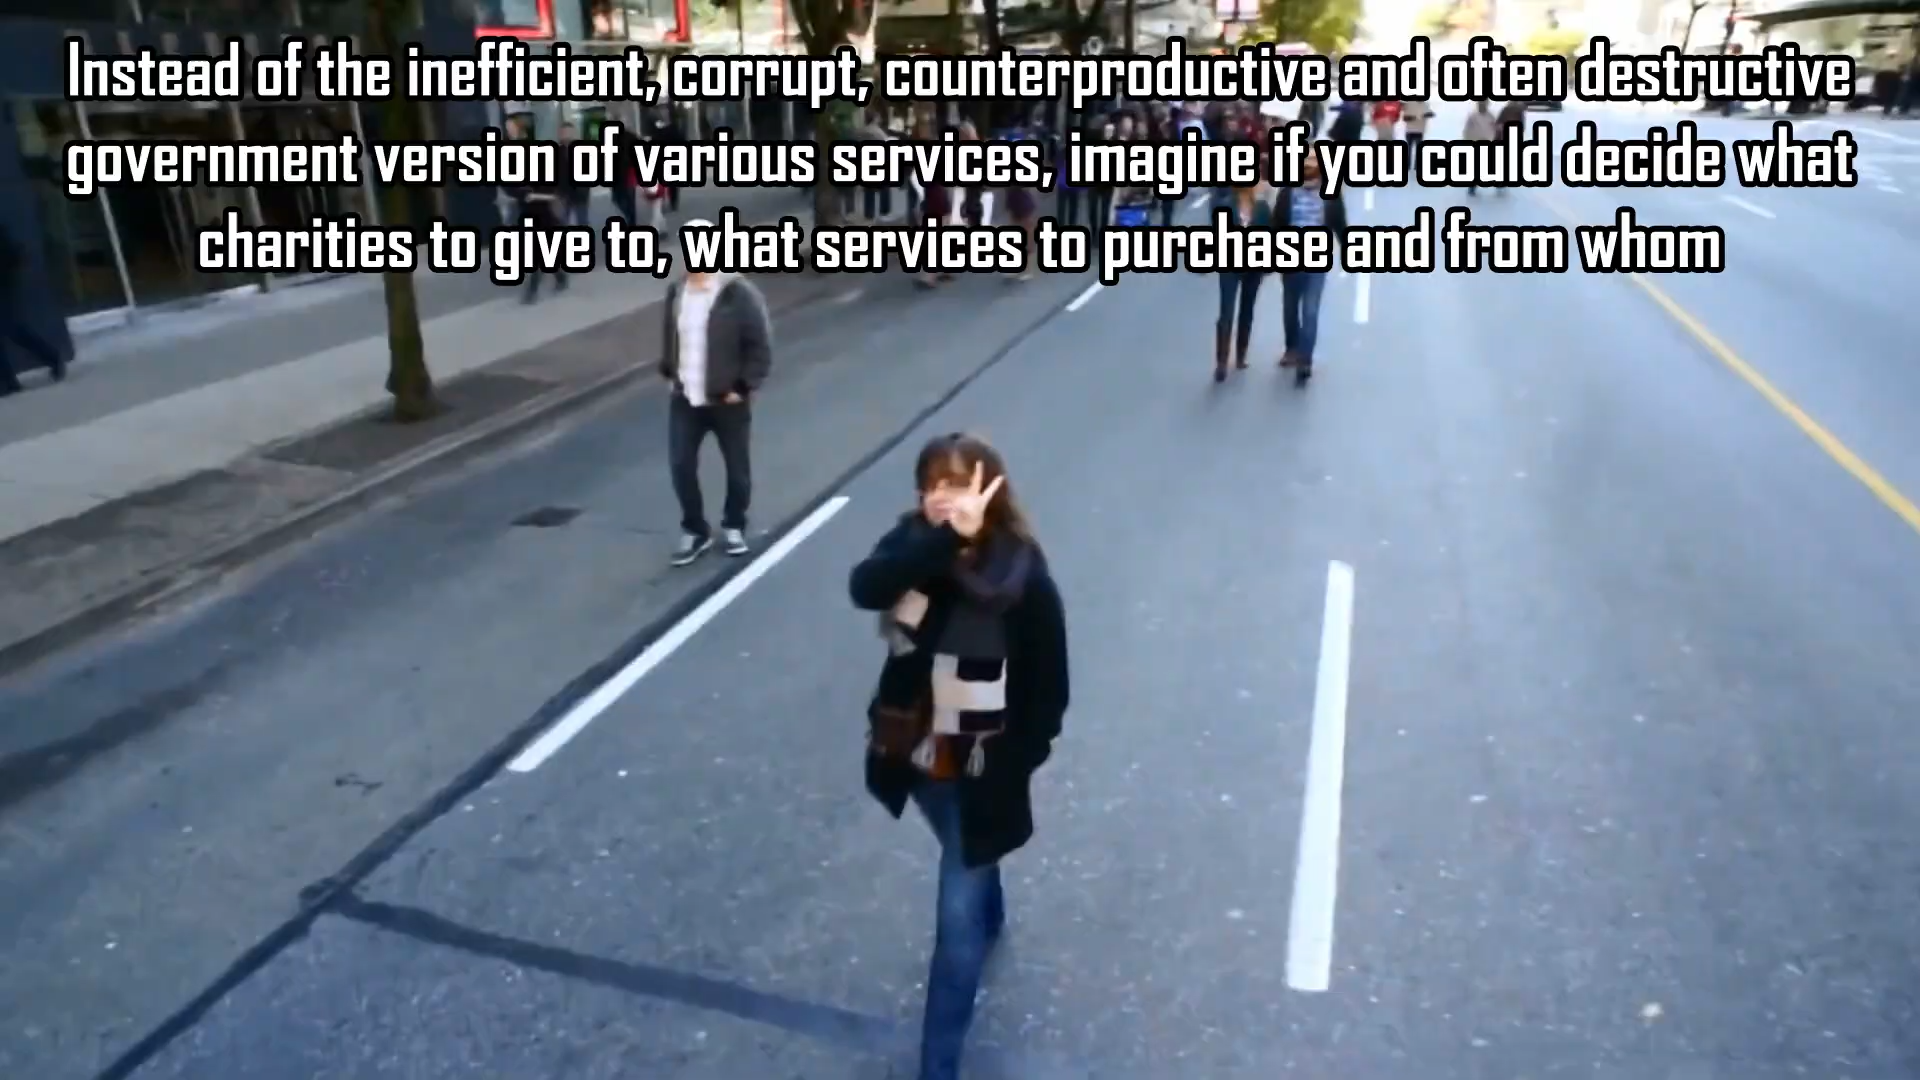 Instead of the inefficient, corrupt, counterproductive and often destructive
government version of various services, imagine if you could decide what
charities to give to, what services to purchase and from whom